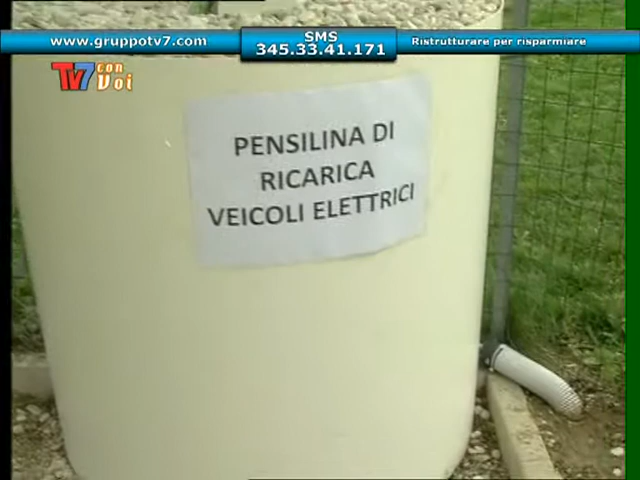 www.gruppotv7.com
SMS
345.33.41.171
Ristrutturare per risparmiare
TV7 con Voi
PENSILINA DI
RICARICA
VEICOLI ELETTRICI